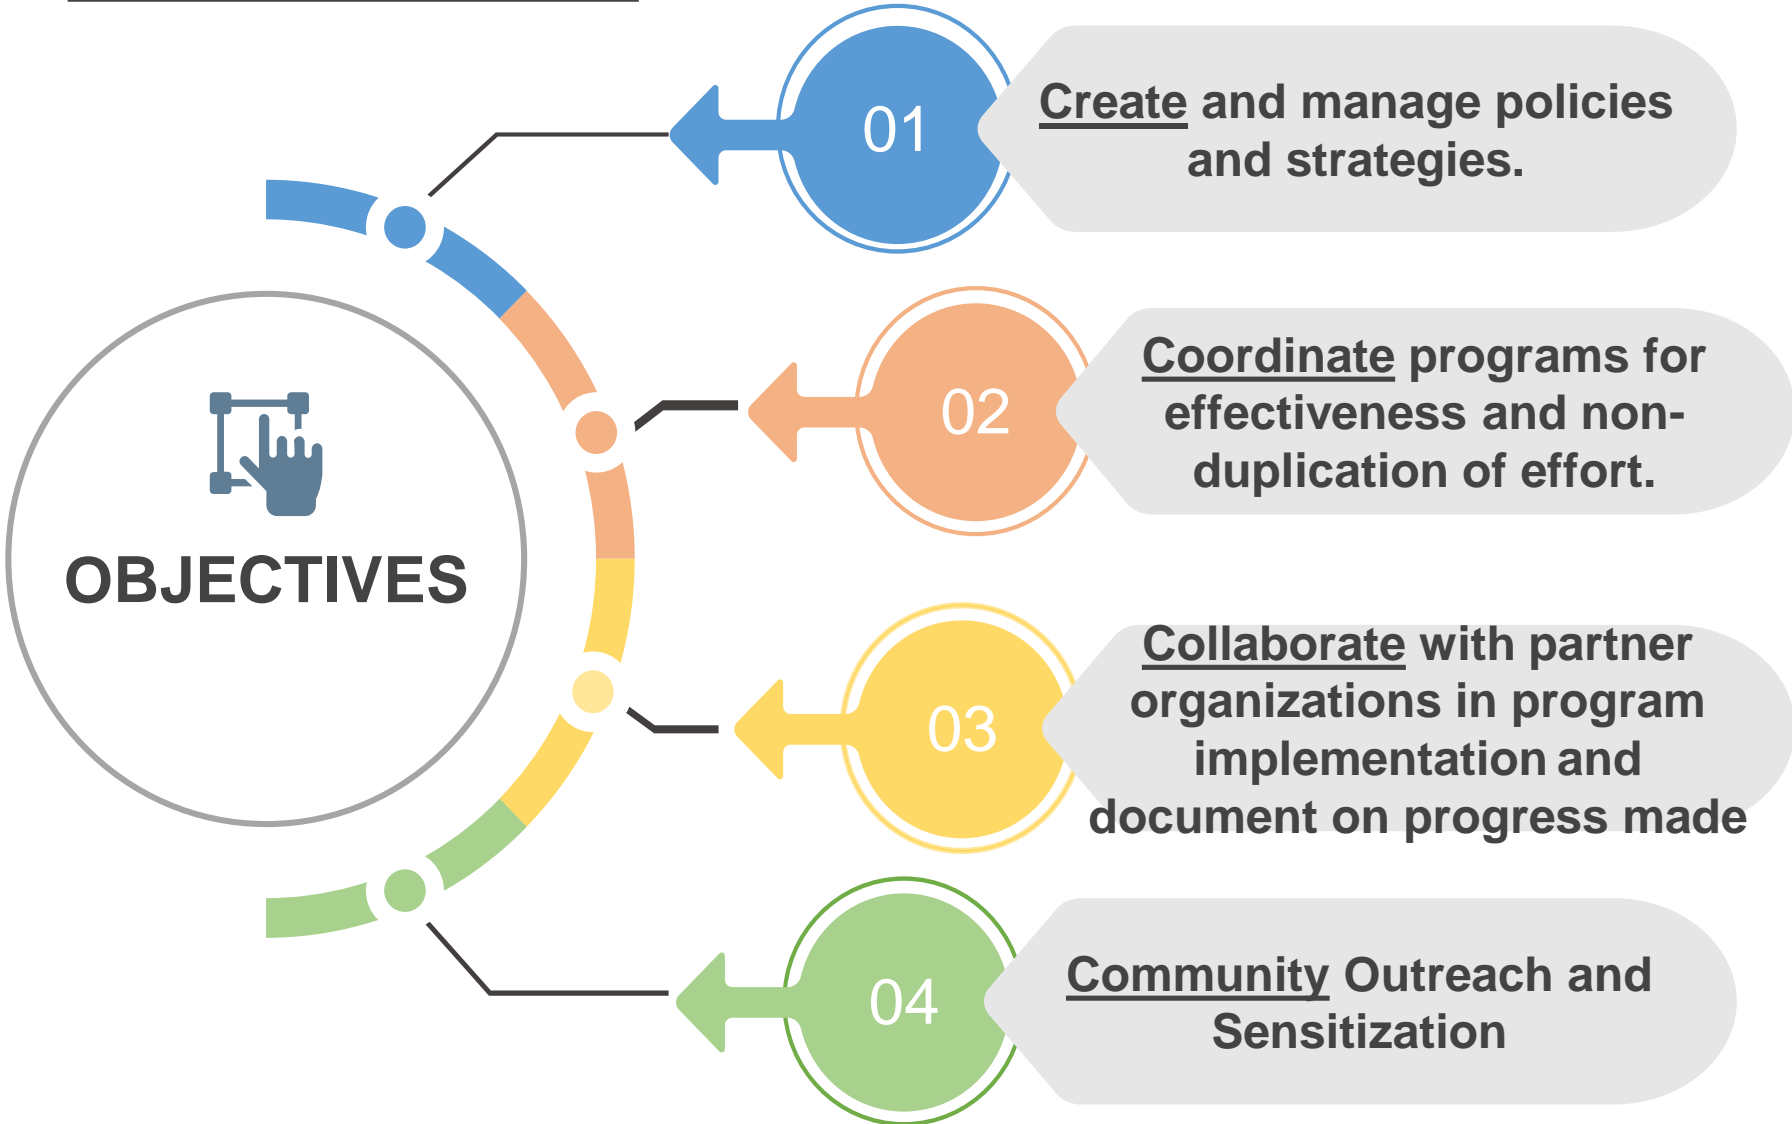 OBJECTIVES
01
Create and manage policies
and strategies.
02
Coordinate programs for
effectiveness and non-
duplication of effort.
03
Collaborate with partner
organizations in program
implementation and
document on progress made
04
Community Outreach and
Sensitization